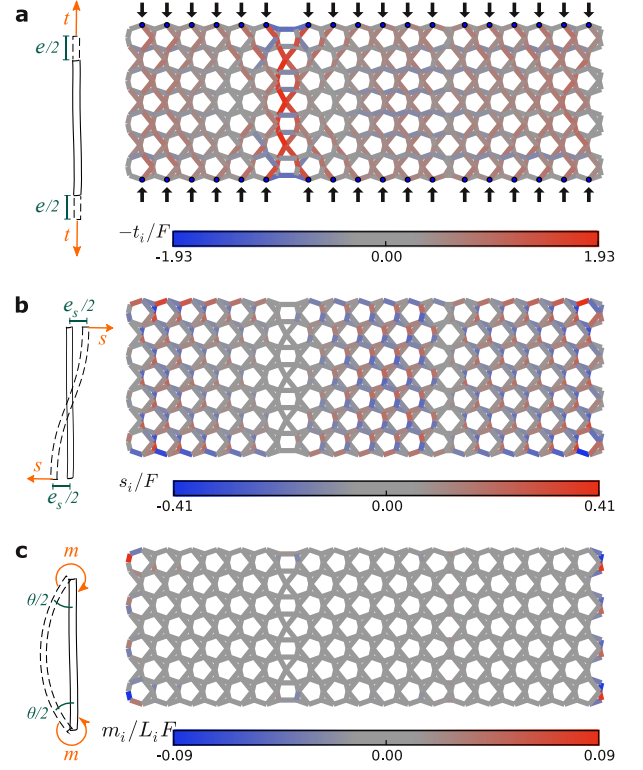 a
t
e/2
e/2
t
-t_i/F
-1.93 0.00 1.93
b
e_s/2
s
s
e_s/2
s_i/F
-0.41 0.00 0.41
c
m
θ/2
θ/2
m
m_i/L_iF
-0.09 0.00 0.09